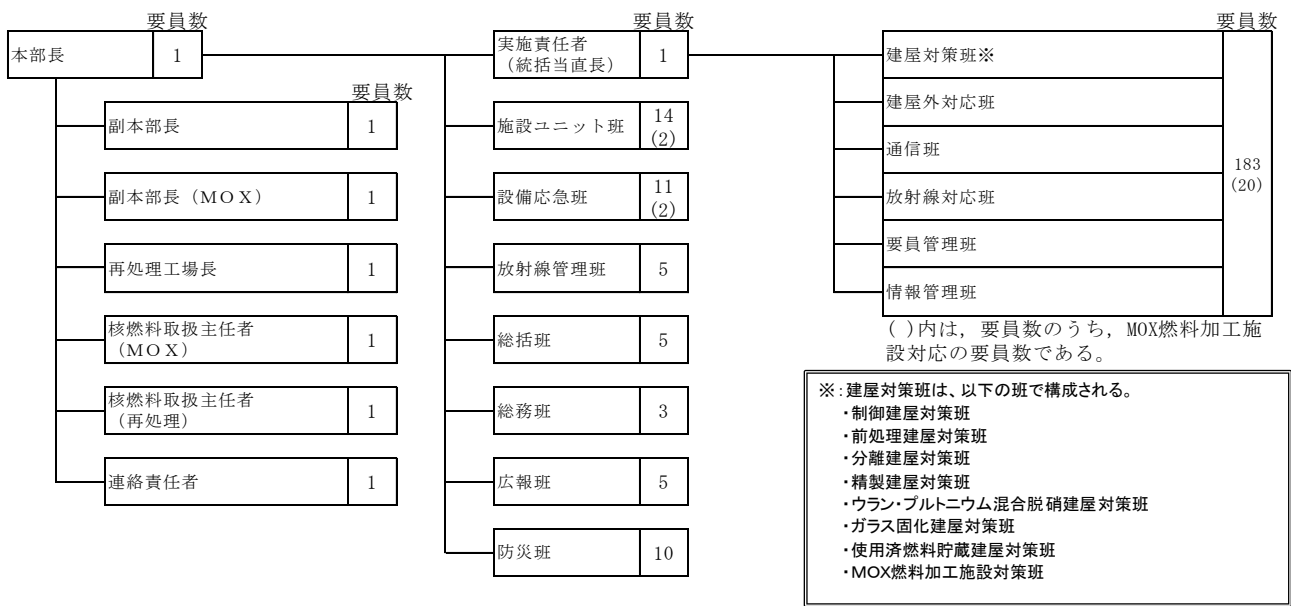 要員数
本部長 1
要員数
副本部長 1
副本部長（ＭＯＸ） 1
再処理工場長 1
核燃料取扱主任者
（ＭＯＸ） 1
核燃料取扱主任者
（再処理） 1
連絡責任者 1
要員数
実施責任者
（統括当直長） 1
施設ユニット班 14
(2)
設備応急班 11
(2)
放射線管理班 5
総括班 5
総務班 3
広報班 5
防災班 10
要員数
建屋対策班※
建屋外対応班
通信班
放射線対応班
要員管理班
情報管理班
183
(20)
( )内は，要員数のうち，MOX燃料加工施
設対応の要員数である。
※：建屋対策班は、以下の班で構成される。
・制御建屋対策班
・前処理建屋対策班
・分離建屋対策班
・精製建屋対策班
・ウラン・プルトニウム混合脱硝建屋対策班
・ガラス固化建屋対策班
・使用済燃料貯蔵建屋対策班
・MOX燃料加工施設対策班